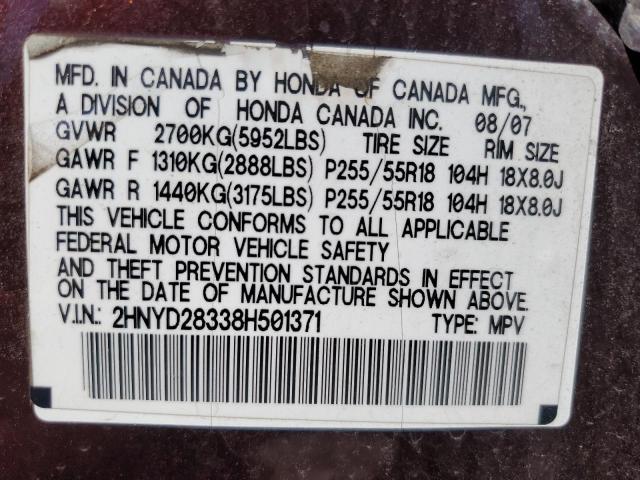 MFD. IN CANADA BY HONDA OF CANADA MFG.,
A DIVISION OF HONDA CANADA INC. 08/07
GVWR 2700KG(5952LBS) TIRE SIZE RIM SIZE
GAWR F 1310KG(2888LBS) P255/55R18 104H 18X8.0J
GAWR R 1440KG(3175LBS) P255/55R18 104H 18X8.0J
THIS VEHICLE CONFORMS TO ALL APPLICABLE
FEDERAL MOTOR VEHICLE SAFETY
AND THEFT PREVENTION STANDARDS IN EFFECT
ON THE DATE OF MANUFACTURE SHOWN ABOVE.
V.I.N.: 2HNYD28338H501371 TYPE: MPV